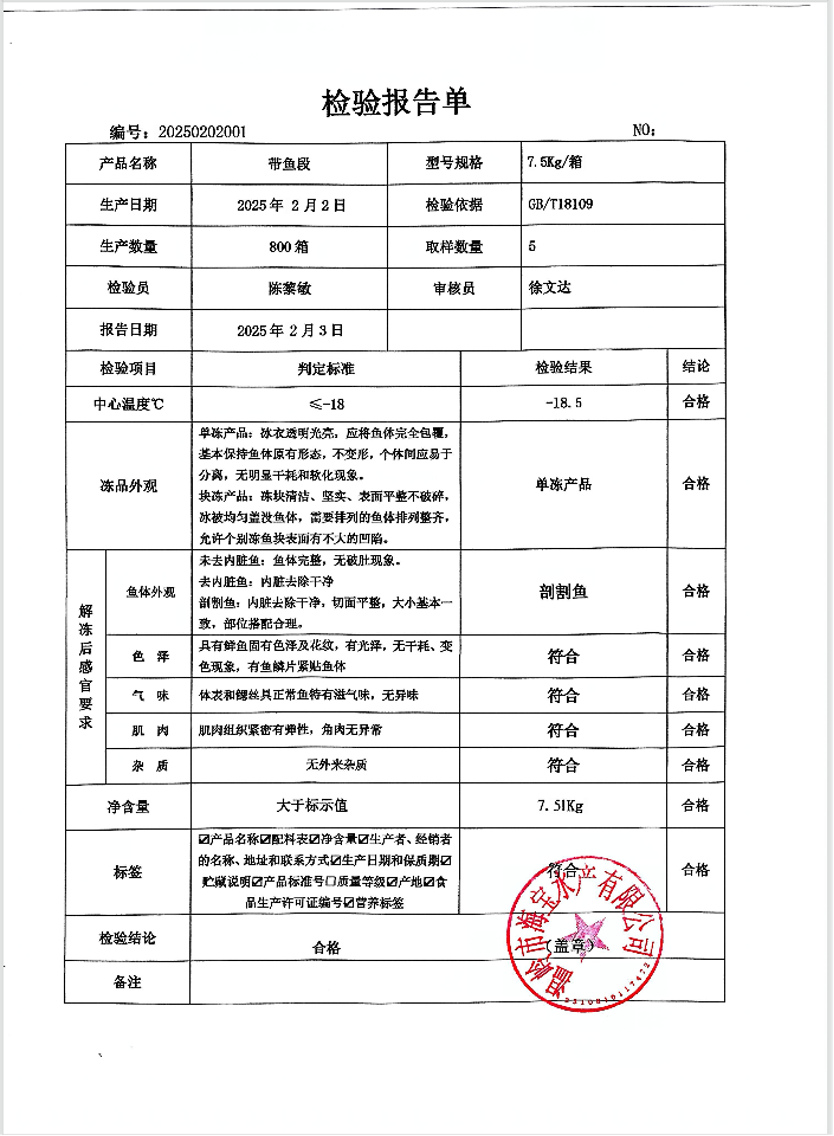 检验报告单
编号：20250202001 NO：
产品名称 带鱼段 型号规格 7.5Kg/箱
生产日期 2025年 2月2日 检验依据 GB/T18109
生产数量 800箱 取样数量 5
检验员 陈黎敏 审核员 徐文达
报告日期 2025年2月3日
检验项目 判定标准 检验结果 结论
中心温度℃ ≤-18 -18.5 合格
冻品外观 单冻产品：冰衣透明光亮，应将鱼体完全包覆，
基本保持鱼体原有形态，不变形，个体间应易于
分离，无明显干耗和软化现象。
块冻产品：冻块清洁、坚实、表面平整不破碎，
冰被均匀盖没鱼体，需要排列的鱼体排列整齐，
允许个别冻鱼块表面有不大的凹陷。
单冻产品 合格
解冻后感官要求
鱼体外观 未去内脏鱼：鱼体完整，无破肚现象。
去内脏鱼：内脏去除干净
剖割鱼：内脏去除干净，切面平整，大小基本一
致，部位搭配合理。
剖割鱼 合格
色 泽 具有鲜鱼固有色泽及花纹，有光泽，无干耗、变
色现象，有鱼鳞片紧贴鱼体
符合 合格
气 味 体表和鳃丝具正常鱼特有滋气味，无异味 符合 合格
肌 肉 肌肉组织紧密有弹性，角肉无异常 符合 合格
杂 质 无外来杂质 符合 合格
净含量 大于标示值 7.51Kg 合格
标签 ☑产品名称☑配料表☑净含量☑生产者、经销者
的名称、地址和联系方式☑生产日期和保质期☑
贮藏说明☑产品标准号☐质量等级☑产地☑食
品生产许可证编号☑营养标签
符合 合格
检验结论 合格 （盖章）
备注
温岭市海宝水产有限公司